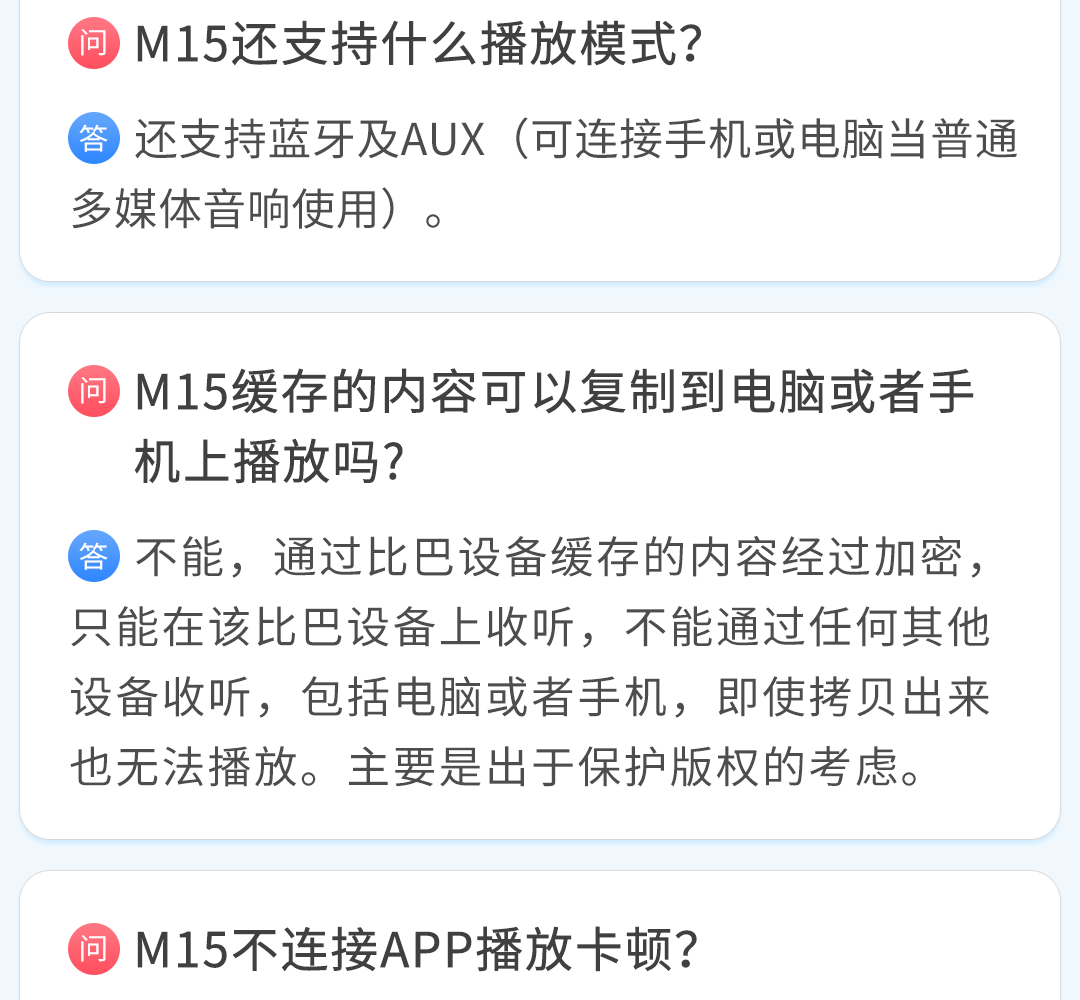 问 M15还支持什么播放模式?
答 还支持蓝牙及AUX（可连接手机或电脑当普通
多媒体音响使用）。
问 M15缓存的内容可以复制到电脑或者手
机上播放吗?
答 不能，通过比巴设备缓存的内容经过加密，
只能在该比巴设备上收听，不能通过任何其他
设备收听，包括电脑或者手机，即使拷贝出来
也无法播放。主要是出于保护版权的考虑。
问 M15不连接APP播放卡顿?